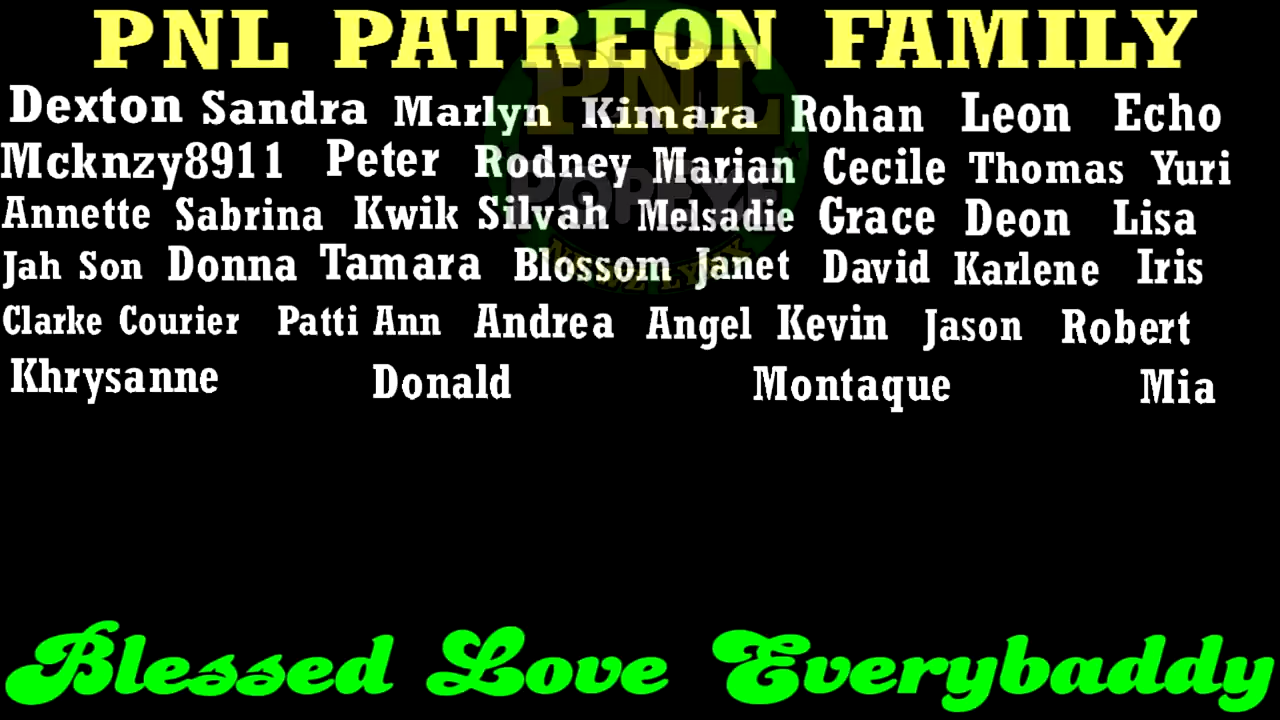 PNL PATREON FAMILY
Dexton Sandra Marlyn Kimara Rohan Leon Echo
Mcknzy8911 Peter Rodney Marian Cecile Thomas Yuri
Annette Sabrina Kwik Silvah Melsadie Grace Deon Lisa
Jah Son Donna Tamara Blossom Janet David Karlene Iris
Clarke Courier Patti Ann Andrea Angel Kevin Jason Robert
Khrysanne Donald Montaque Mia
PNL
POPEYE
Blessed Love Everybaddy